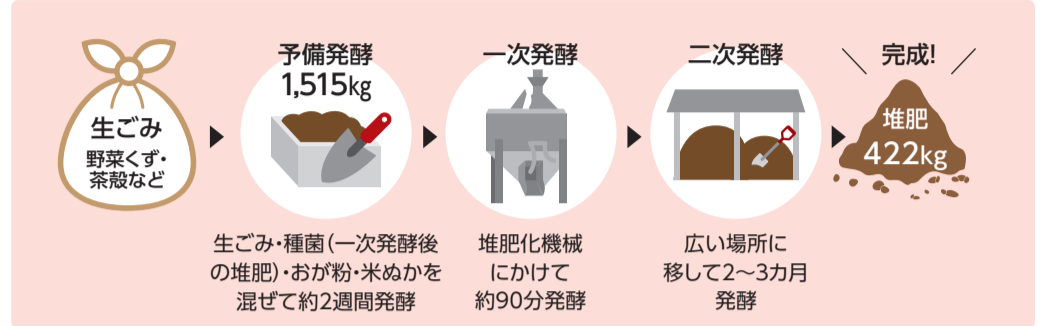 生ごみ
野菜くず・
茶殻など
予備発酵
1,515kg
生ごみ・種菌（一次発酵後
の堆肥）・おが粉・米ぬかを
混ぜて約2週間発酵
一次発酵
堆肥化機械
にかけて
約90分発酵
二次発酵
広い場所に
移して2～3カ月
発酵
完成!
堆肥
422kg